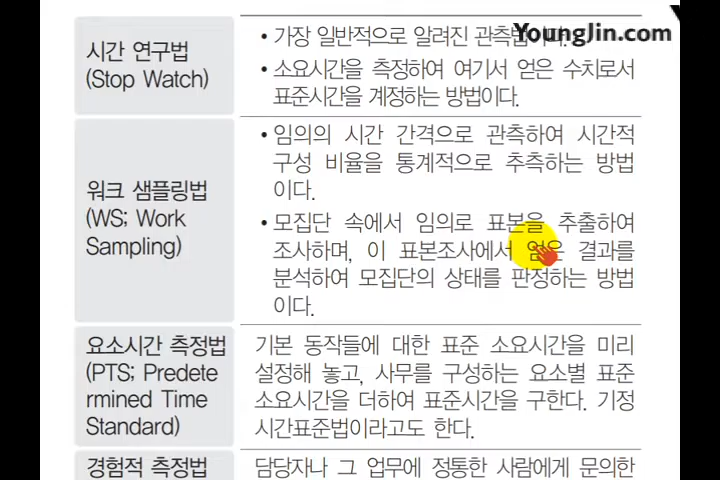 YoungJin.com
시간 연구법
(Stop Watch)
• 가장 일반적으로 알려진 관측법이다.
• 소요시간을 측정하여 여기서 얻은 수치로서
표준시간을 계정하는 방법이다.
워크 샘플링법
(WS; Work
Sampling)
• 임의의 시간 간격으로 관측하여 시간적
구성 비율을 통계적으로 추측하는 방법
이다.
• 모집단 속에서 임의로 표본을 추출하여
조사하며, 이 표본조사에서 얻은 결과를
분석하여 모집단의 상태를 판정하는 방법
이다.
요소시간 측정법
(PTS; Predete
rmined Time
Standard)
기본 동작들에 대한 표준 소요시간을 미리
설정해 놓고, 사무를 구성하는 요소별 표준
소요시간을 더하여 표준시간을 구한다. 기정
시간표준법이라고도 한다.
경험적 측정법
담당자나 그 업무에 정통한 사람에게 문의한